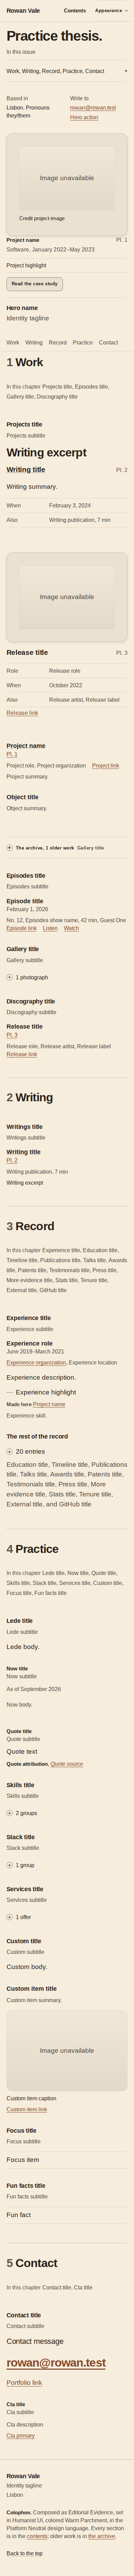 Rowan Vale Contents Appearance
Practice thesis.
In this issue
Work, Writing, Record, Practice, Contact
Based in
Lisbon. Pronouns
they/them
Write to
rowan@rowan.test
Hero action
Image unavailable
Credit project-image
Project name Pl. 1
Software, January 2022–May 2023
Project highlight
Read the case study
Hero name
Identity tagline
Work Writing Record Practice Contact
1 Work
In this chapter Projects title, Episodes title,
Gallery title, Discography title
Projects title
Projects subtitle
Writing excerpt
Writing title Pl. 2
Writing summary.
When February 3, 2024
Also Writing publication, 7 min
Image unavailable
Release title Pl. 3
Role Release role
When October 2022
Also Release artist, Release label
Release link
Project name
Pl. 1
Project role, Project organization Project link
Project summary.
Object title
Object summary.
The archive, 1 older work Gallery title
Episodes title
Episodes subtitle
Episode title
February 1, 2026
No. 12, Episodes show name, 42 min, Guest One
Episode link Listen Watch
Gallery title
Gallery subtitle
1 photograph
Discography title
Discography subtitle
Release title
Pl. 3
Release role, Release artist, Release label
Release link
2 Writing
Writings title
Writings subtitle
Writing title
Pl. 2
Writing publication, 7 min
Writing excerpt
3 Record
In this chapter Experience title, Education title,
Timeline title, Publications title, Talks title, Awards
title, Patents title, Testimonials title, Press title,
More evidence title, Stats title, Tenure title,
External title, GitHub title
Experience title
Experience subtitle
Experience role
June 2019–March 2021
Experience organization, Experience location
Experience description.
— Experience highlight
Made here Project name
Experience skill.
The rest of the record
20 entries
Education title, Timeline title, Publications
title, Talks title, Awards title, Patents title,
Testimonials title, Press title, More
evidence title, Stats title, Tenure title,
External title, and GitHub title
4 Practice
In this chapter Lede title, Now title, Quote title,
Skills title, Stack title, Services title, Custom title,
Focus title, Fun facts title
Lede title
Lede subtitle
Lede body.
Now title
Now subtitle
As of September 2026
Now body.
Quote title
Quote subtitle
Quote text
Quote attribution. Quote source
Skills title
Skills subtitle
2 groups
Stack title
Stack subtitle
1 group
Services title
Services subtitle
1 offer
Custom title
Custom subtitle
Custom body.
Custom item title
Custom item summary.
Image unavailable
Custom item caption
Custom item link
Focus title
Focus subtitle
Focus item
Fun facts title
Fun facts subtitle
Fun fact
5 Contact
In this chapter Contact title, Cta title
Contact title
Contact subtitle
Contact message
rowan@rowan.test
Portfolio link
Cta title
Cta subtitle
Cta description
Cta primary
Rowan Vale
Identity tagline
Lisbon
Colophon. Composed as Editorial Evidence, set
in Humanist UI, colored Warm Parchment, in the
Platform Neutral design language. Every section
is in the contents; older work is in the archive.
Back to the top